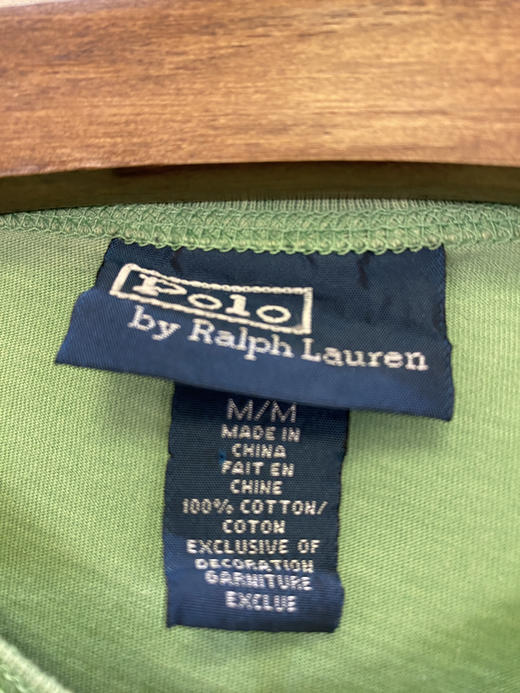 Polo
by Ralph Lauren
M/M
MADE IN
CHINA
FAIT EN
CHINE
100% COTTON/
COTON
EXCLUSIVE OF
DECORATION
GARNITURE
EXCLUE